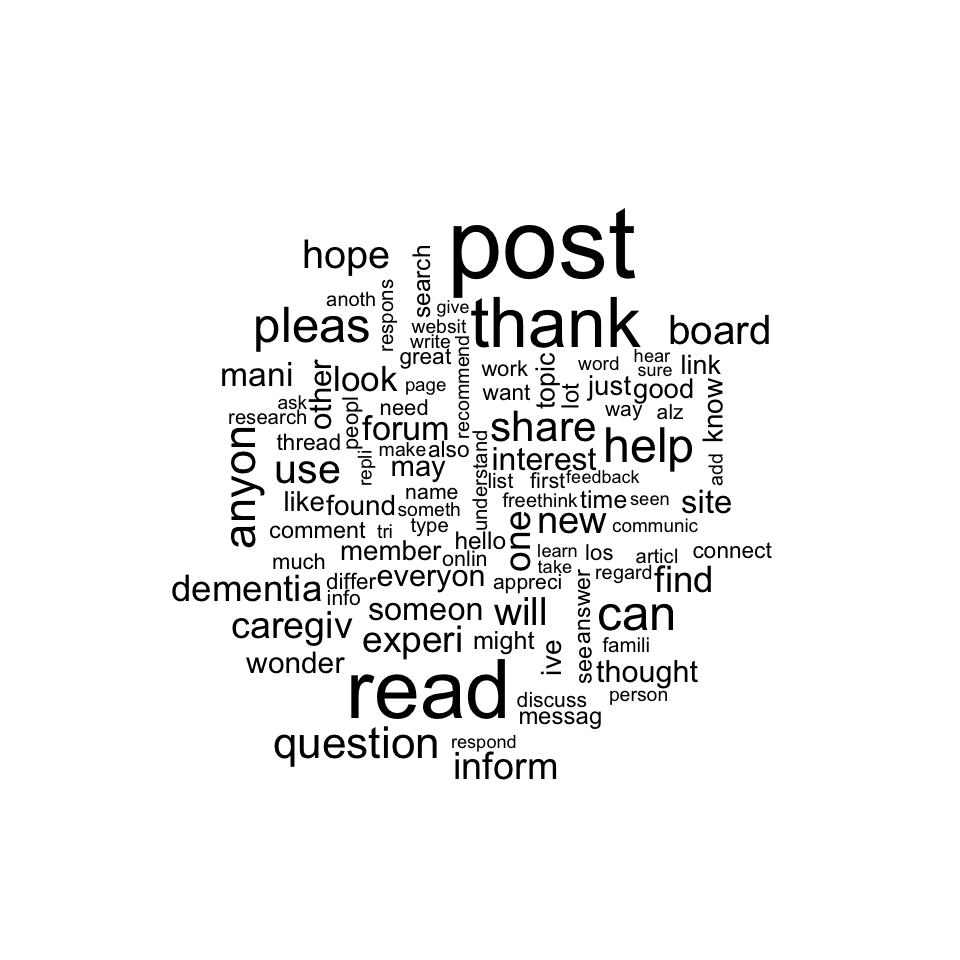 post
hope
search
anoth
respons
give
thank
pleas
websit
board
write
great
recommend
mani
other
look
page
work
topic
word
hear
sure
link
want
lot
just
good
know
ask
research
peopl
need
way
alz
anyon
thread
forum
share
help
repli
make
also
understand
interest
add
use
may
list
first
feedback
like
found
name
someth
freethink
time
seen
site
comment
tri
type
one
new
communic
much
member
hello
onlin
learn
take
los
articl
connect
dementia
differ
info
everyon
appreci
answer
regard
find
caregiv
someon
will
can
experi
might
ive
see
famili
wonder
thought
read
discuss
person
messag
question
respond
inform